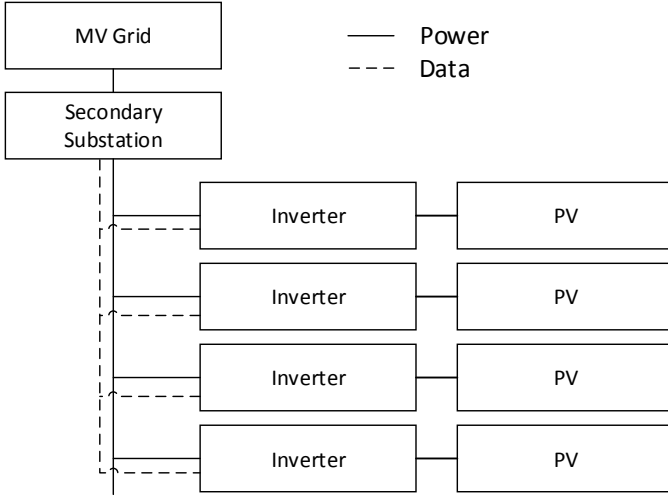 MV Grid
Power
Data
Secondary
Substation
Inverter
PV
Inverter
PV
Inverter
PV
Inverter
PV